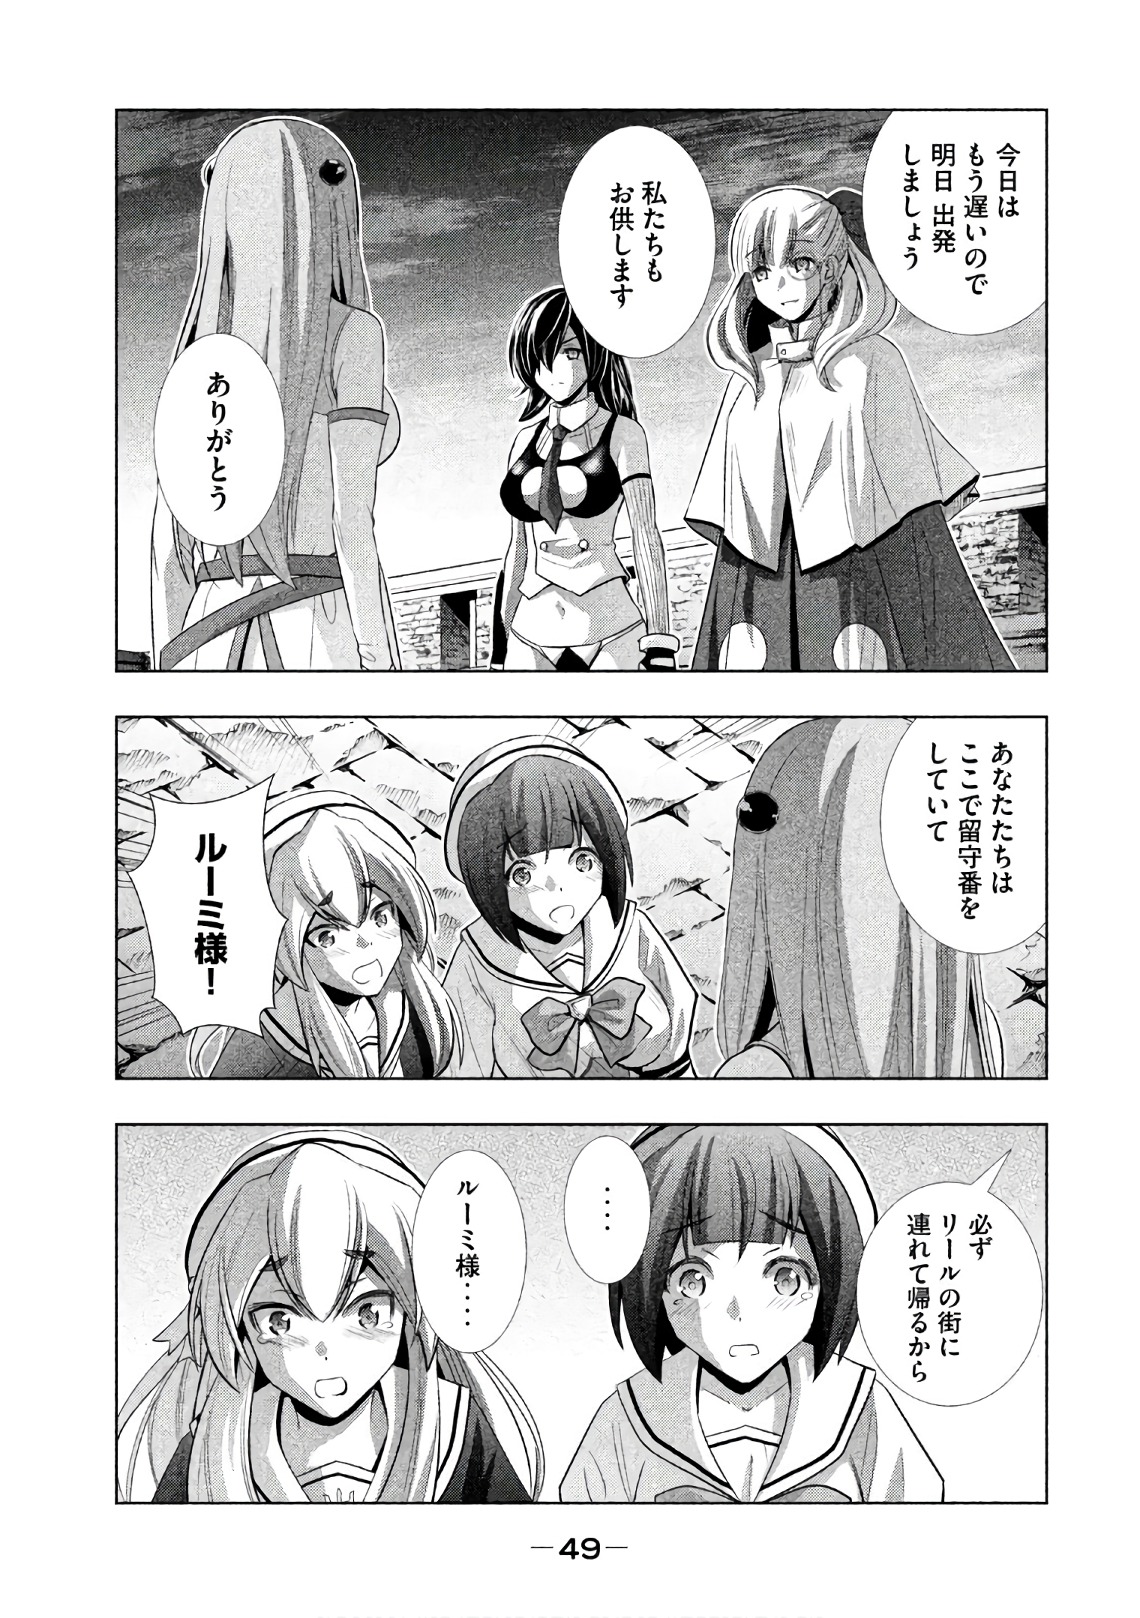 今日は
もう遅いので
明日 出発
しましょう
私たちも
お供します
ありがとう
あなたたちは
ここで留守番を
していて
ルーミ様！
必ず
リールの街に
連れて帰るから
‥‥
ルーミ様‥‥
—49—